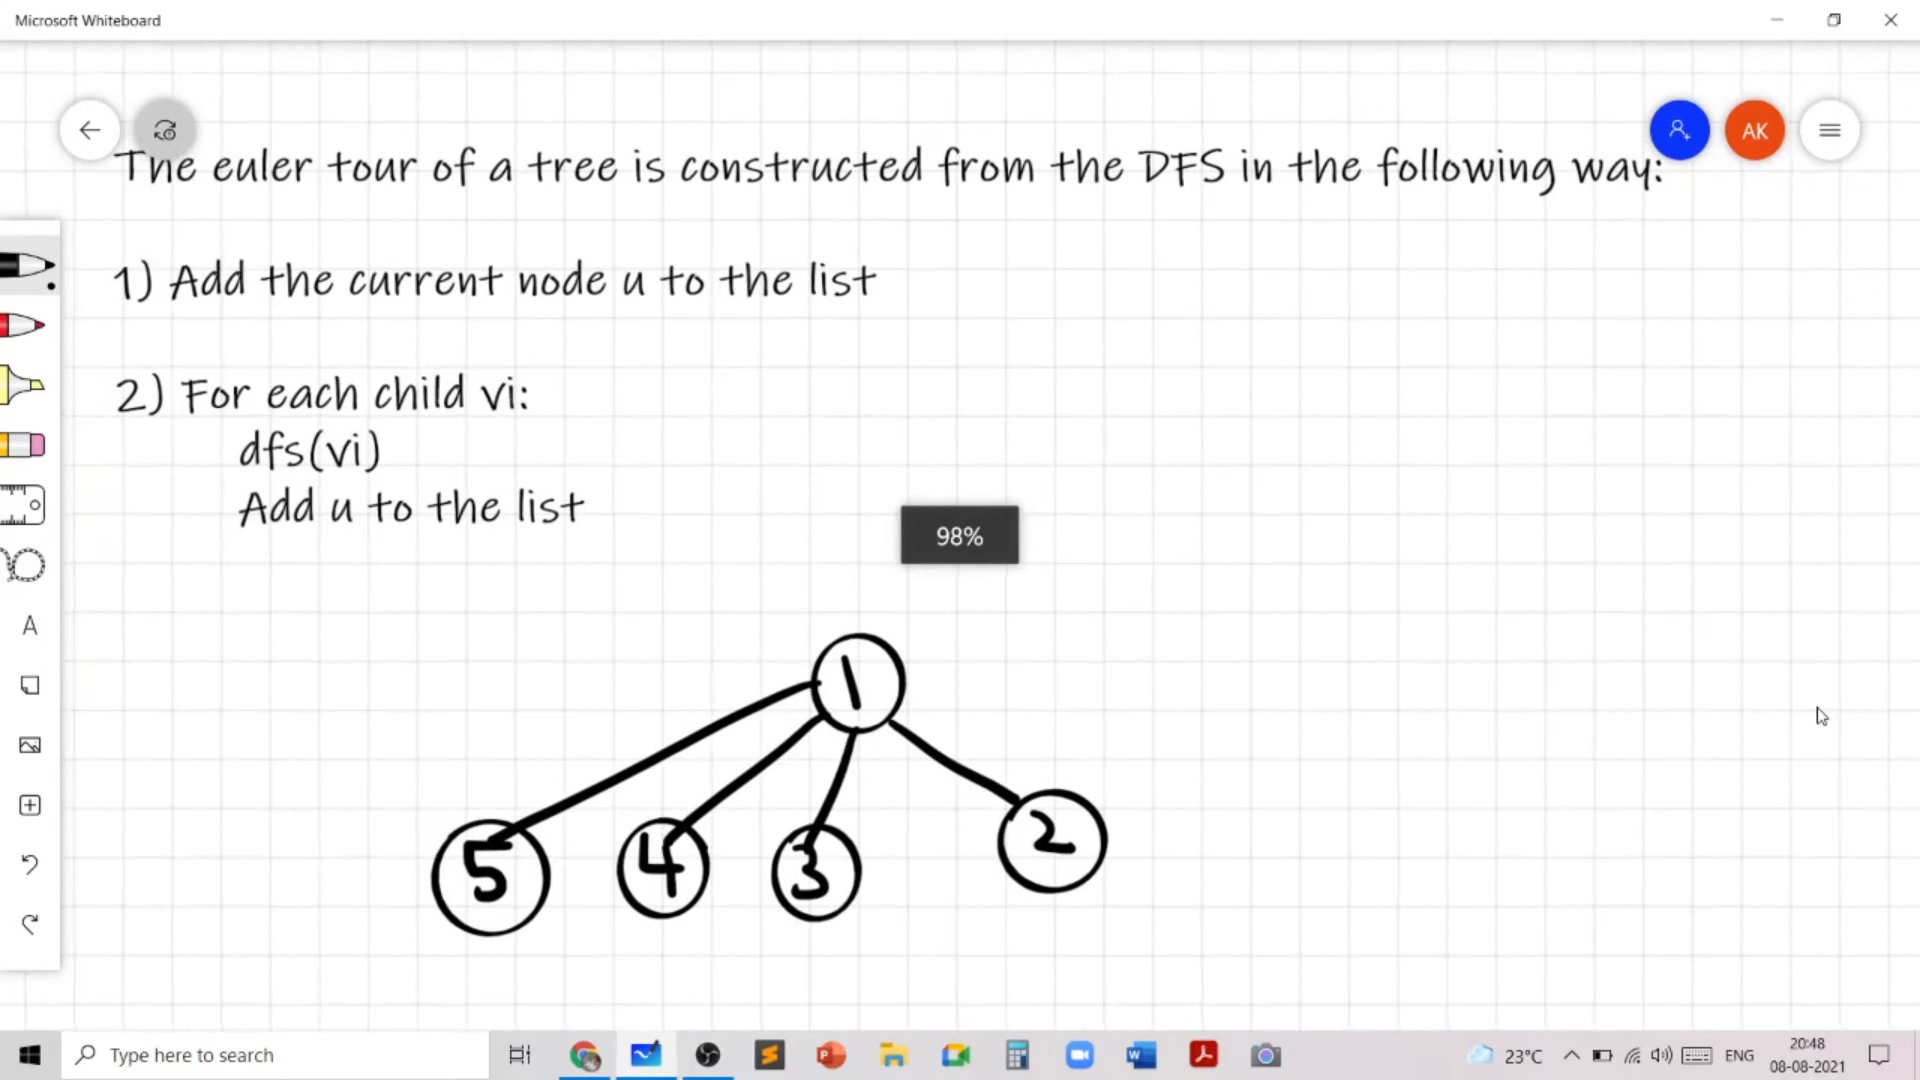 Microsoft Whiteboard
AK
The euler tour of a tree is constructed from the DFS in the following way:
1) Add the current node u to the list
2) For each child vi:
dfs(vi)
Add u to the list
98%
A
1
5 4 3 2
Type here to search
23°C
ENG
20:48
08-08-2021